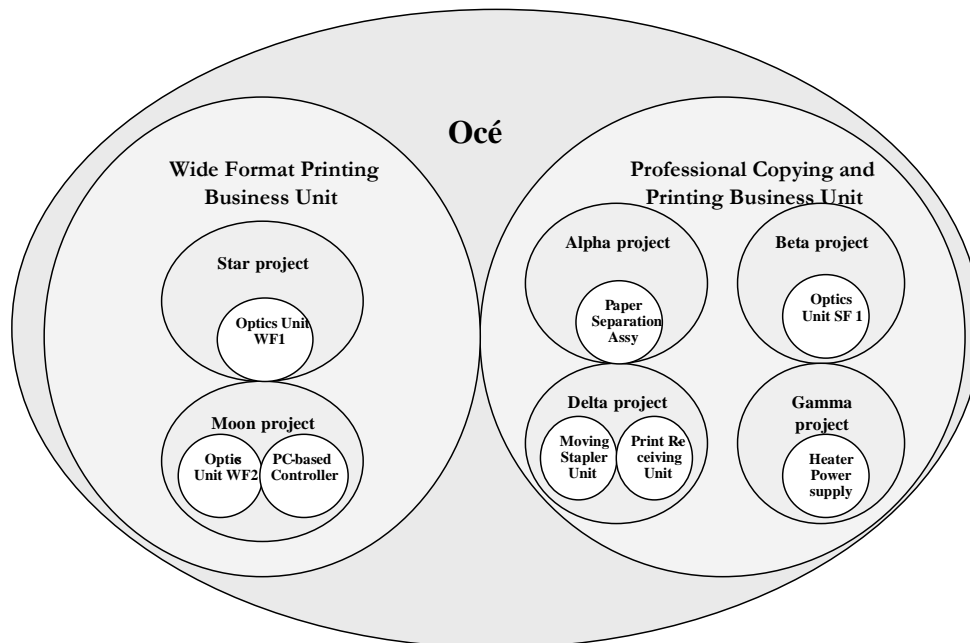 Océ
Wide Format Printing
Business Unit
Star project
Optics Unit
WF1
Moon project
Optics
Unit WF2
PC-based
Controller
Professional Copying and
Printing Business Unit
Alpha project
Paper
Separation
Assy
Beta project
Optics
Unit SF 1
Delta project
Moving
Stapler
Unit
Print Re
ceiving
Unit
Gamma
project
Heater
Power
supply